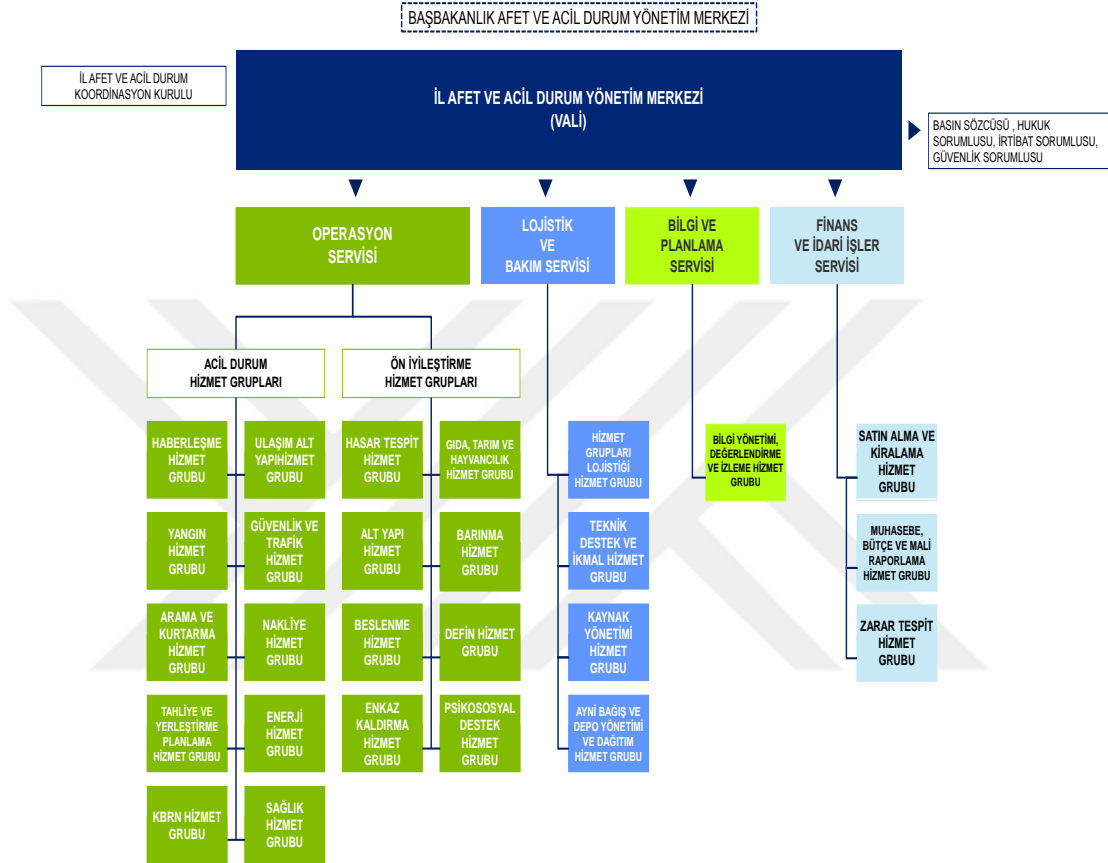 BAŞBAKANLIK AFET VE ACİL DURUM YÖNETİM MERKEZİ
İL AFET VE ACİL DURUM
KOORDİNASYON KURULU
İL AFET VE ACİL DURUM YÖNETİM MERKEZİ
(VALİ)
BASIN SÖZCÜSÜ , HUKUK
SORUMLUSU, İRTİBAT SORUMLUSU,
GÜVENLİK SORUMLUSU
OPERASYON
SERVİSİ
LOJİSTİK
VE
BAKIM SERVİSİ
BİLGİ VE
PLANLAMA
SERVİSİ
FİNANS
VE İDARİ İŞLER
SERVİSİ
ACİL DURUM
HİZMET GRUPLARI
ÖN İYİLEŞTİRME
HİZMET GRUPLARI
HABERLEŞME
HİZMET
GRUBU
ULAŞIM ALT
YAPIHİZMET
GRUBU
HASAR TESPİT
HİZMET
GRUBU
GIDA, TARIM VE
HAYVANCILIK
HİZMET GRUBU
HİZMET
GRUPLARI
LOJİSTİĞİ
HİZMET GRUBU
BİLGİ YÖNETİMİ,
DEĞERLENDİRME
VE İZLEME HİZMET
GRUBU
SATIN ALMA VE
KİRALAMA
HİZMET
GRUBU
YANGIN
HİZMET
GRUBU
GÜVENLİK VE
TRAFİK
HİZMET
GRUBU
ALT YAPI
HİZMET
GRUBU
BARINMA
HİZMET
GRUBU
TEKNİK
DESTEK VE
İKMAL HİZMET
GRUBU
MUHASEBE,
BÜTÇE VE MALİ
RAPORLAMA
HİZMET GRUBU
ARAMA VE
KURTARMA
HİZMET
GRUBU
NAKLİYE
HİZMET
GRUBU
BESLENME
HİZMET
GRUBU
DEFİN HİZMET
GRUBU
KAYNAK
YÖNETİMİ
HİZMET
GRUBU
ZARAR TESPİT
HİZMET
GRUBU
TAHLİYE VE
YERLEŞTİRME
PLANLAMA
HİZMET GRUBU
ENERJİ
HİZMET
GRUBU
ENKAZ
KALDIRMA
HİZMET
GRUBU
PSİKOSOSYAL
DESTEK
HİZMET
GRUBU
AYNİ BAĞIŞ VE
DEPO YÖNETİMİ
VE DAĞITIM
HİZMET GRUBU
KBRN HİZMET
GRUBU
SAĞLIK
HİZMET
GRUBU